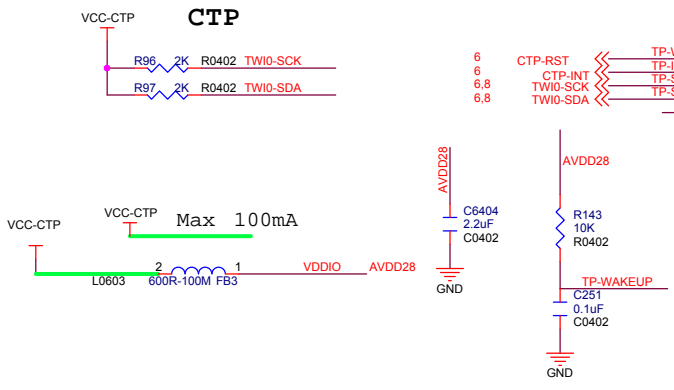 CTP
VCC-CTP
R96 2K R0402 TWI0-SCK
R97 2K R0402 TWI0-SDA
6 CTP-RST
6 CTP-INT
6,8 TWI0-SCK
6,8 TWI0-SDA
VCC-CTP
VCC-CTP
Max 100mA
2 1 VDDIO AVDD28
L0603 600R-100M FB3
AVDD28
C6404
2.2uF
C0402
GND
AVDD28
R143
10K
R0402
TP-WAKEUP
C251
0.1uF
C0402
GND